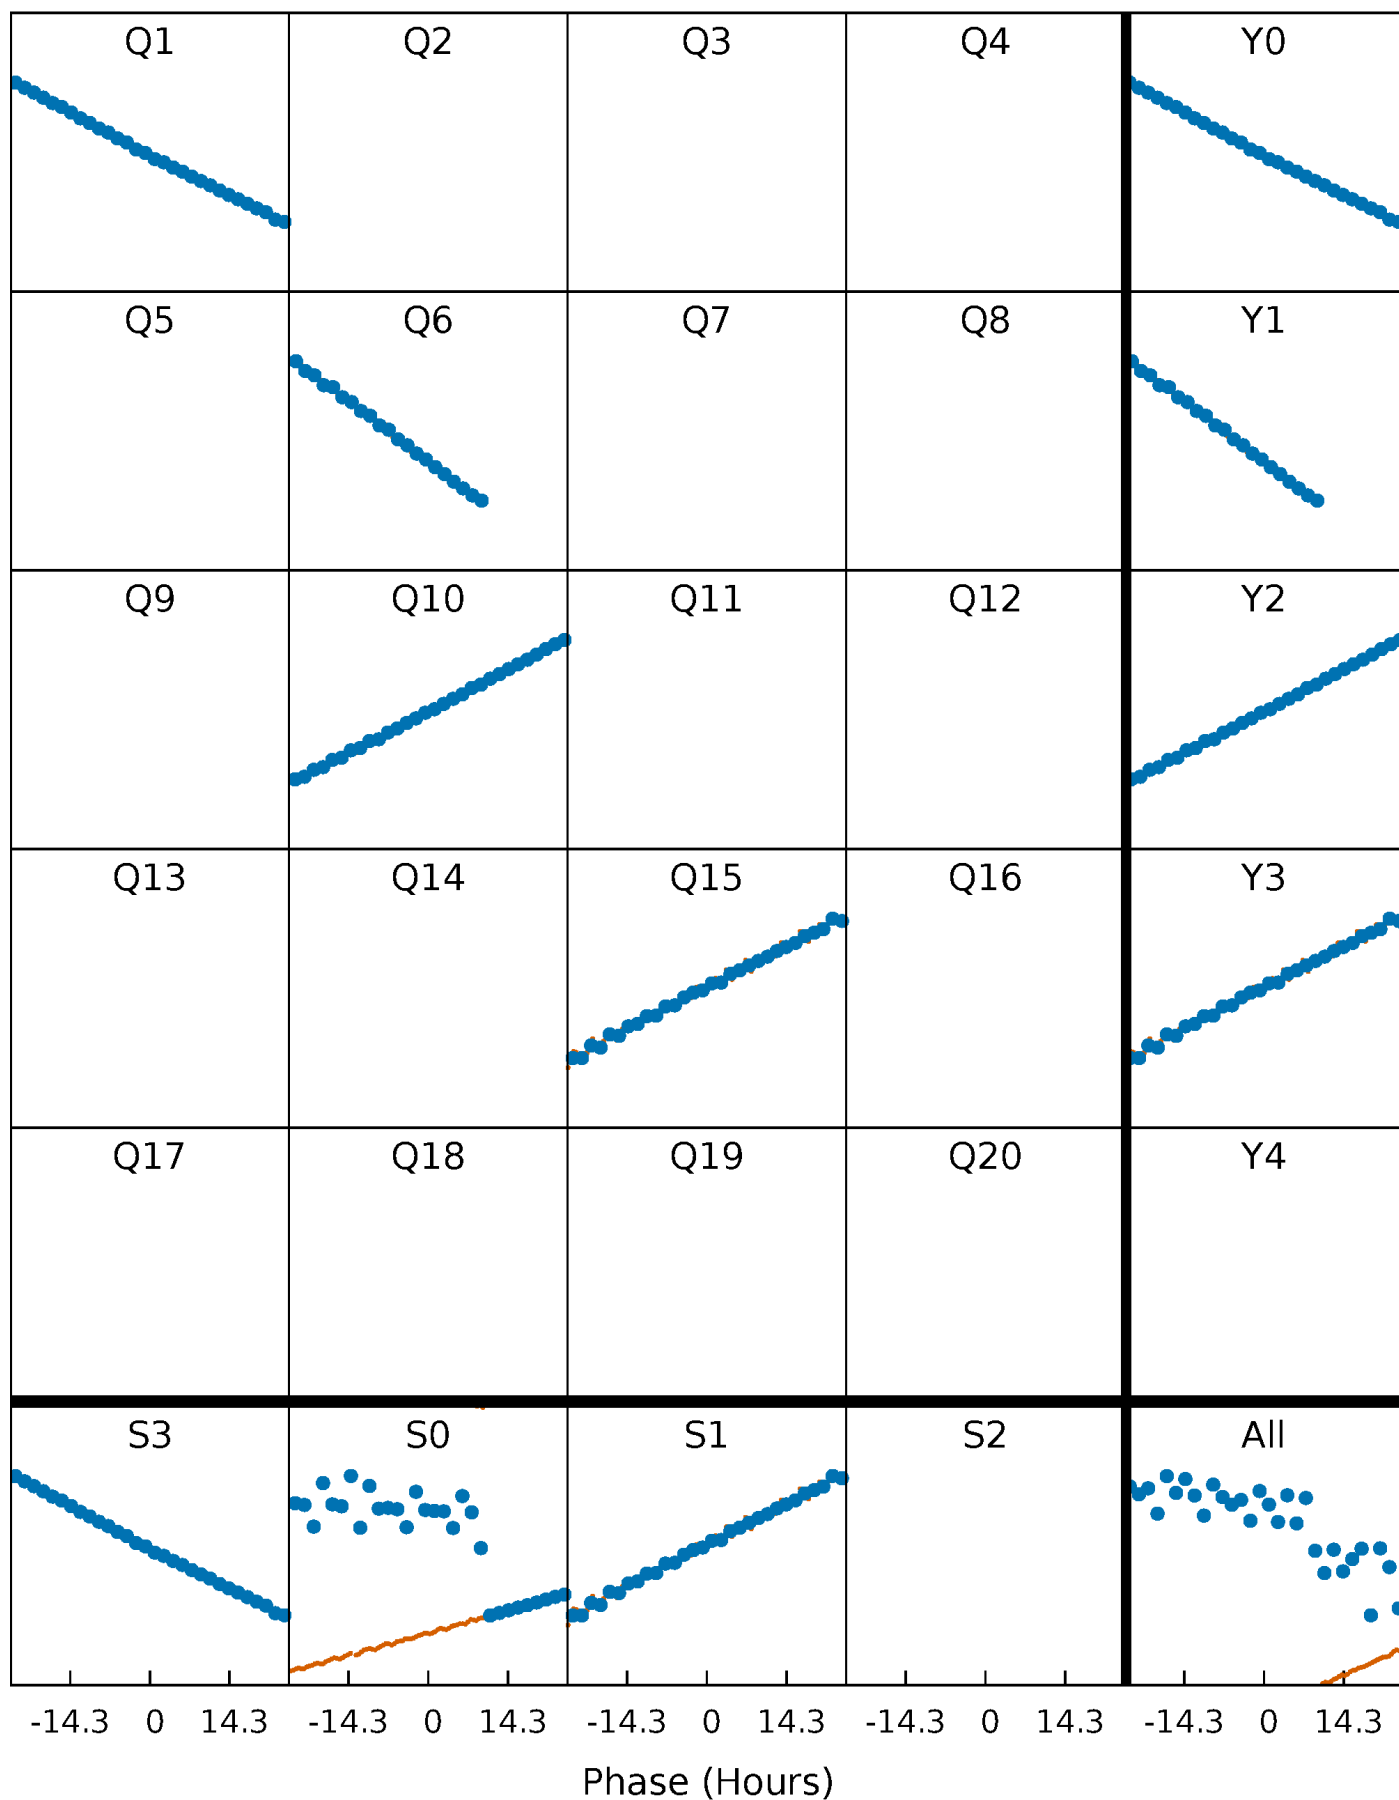 Q1 Q2 Q3 Q4 Y0
Q5 Q6 Q7 Q8 Y1
Q9 Q10 Q11 Q12 Y2
Q13 Q14 Q15 Q16 Y3
Q17 Q18 Q19 Q20 Y4
S3 S0 S1 S2 All
-14.3 0 14.3 -14.3 0 14.3 -14.3 0 14.3 -14.3 0 14.3 -14.3 0 14.3
Phase (Hours)